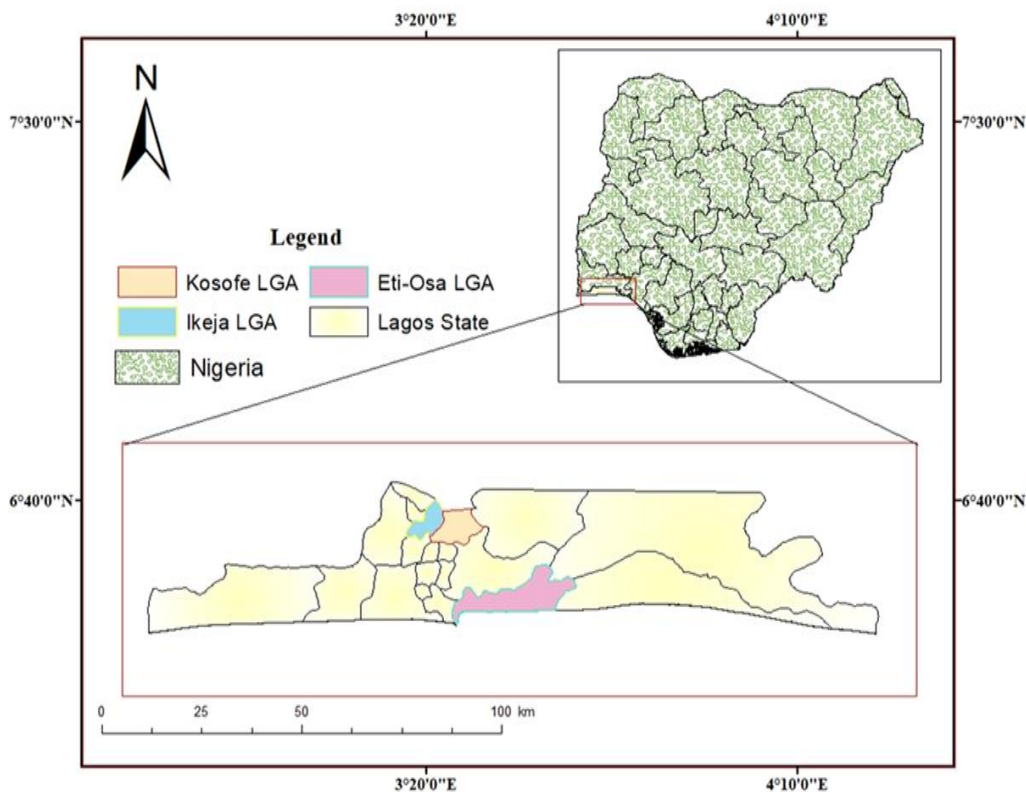 3°20'0"E 4°10'0"E
N
7°30'0"N 7°30'0"N
Legend
Kosofe LGA Eti-Osa LGA
Ikeja LGA Lagos State
Nigeria
6°40'0"N 6°40'0"N
0 25 50 100 km
3°20'0"E 4°10'0"E